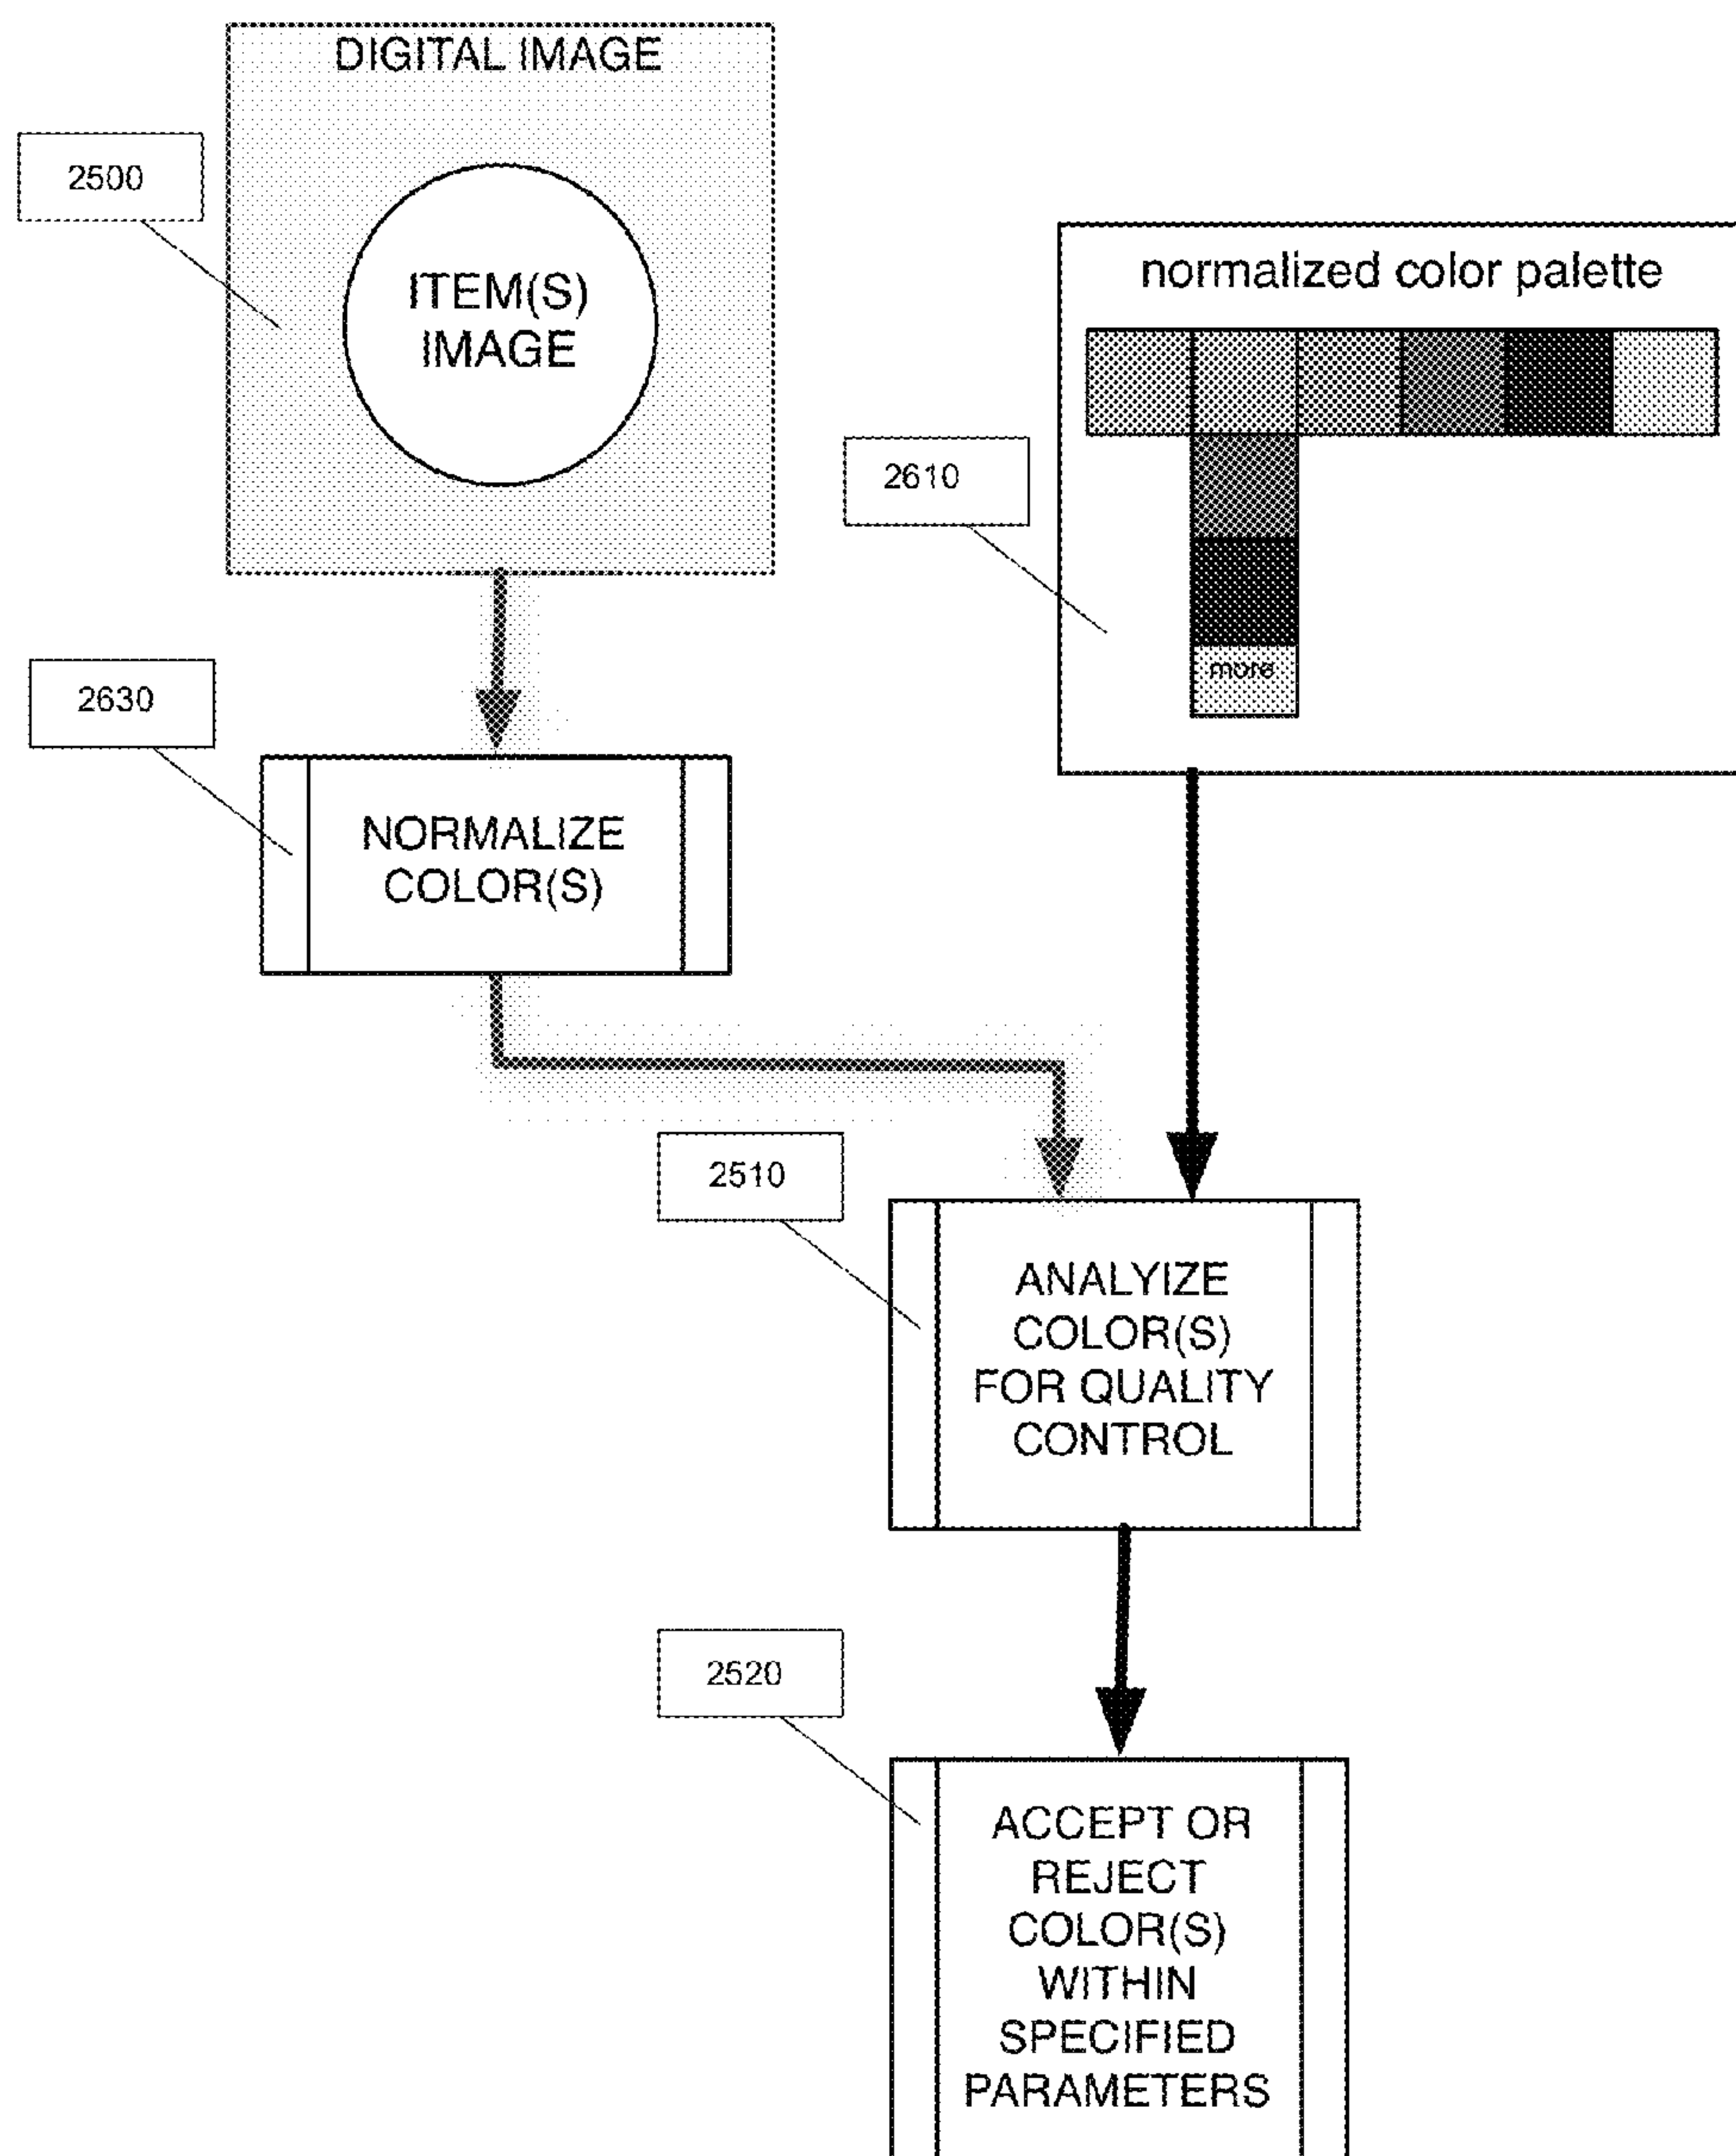 DIGITAL IMAGE
2500
ITEM(S)
IMAGE
normalized color palette
2610
more
2630
NORMALIZE
COLOR(S)
2510
ANALYIZE
COLOR(S)
FOR QUALITY
CONTROL
2520
ACCEPT OR
REJECT
COLOR(S)
WITHIN
SPECIFIED
PARAMETERS